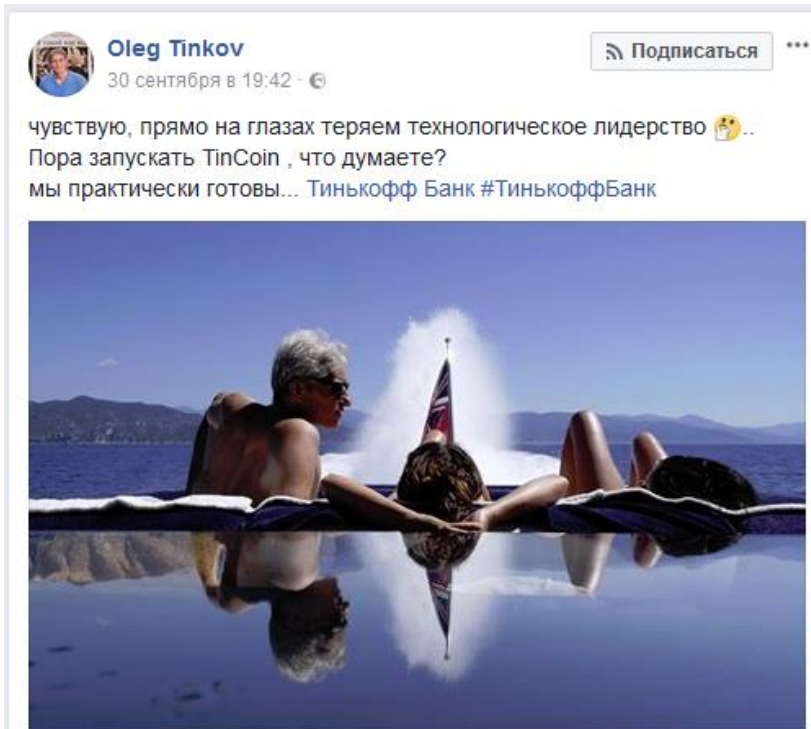 Oleg Tinkov
Подписаться
30 сентября в 19:42 ·
чувствую, прямо на глазах теряем технологическое лидерство 🤔..
Пора запускать TinCoin , что думаете?
мы практически готовы... Тинькофф Банк #ТинькоффБанк